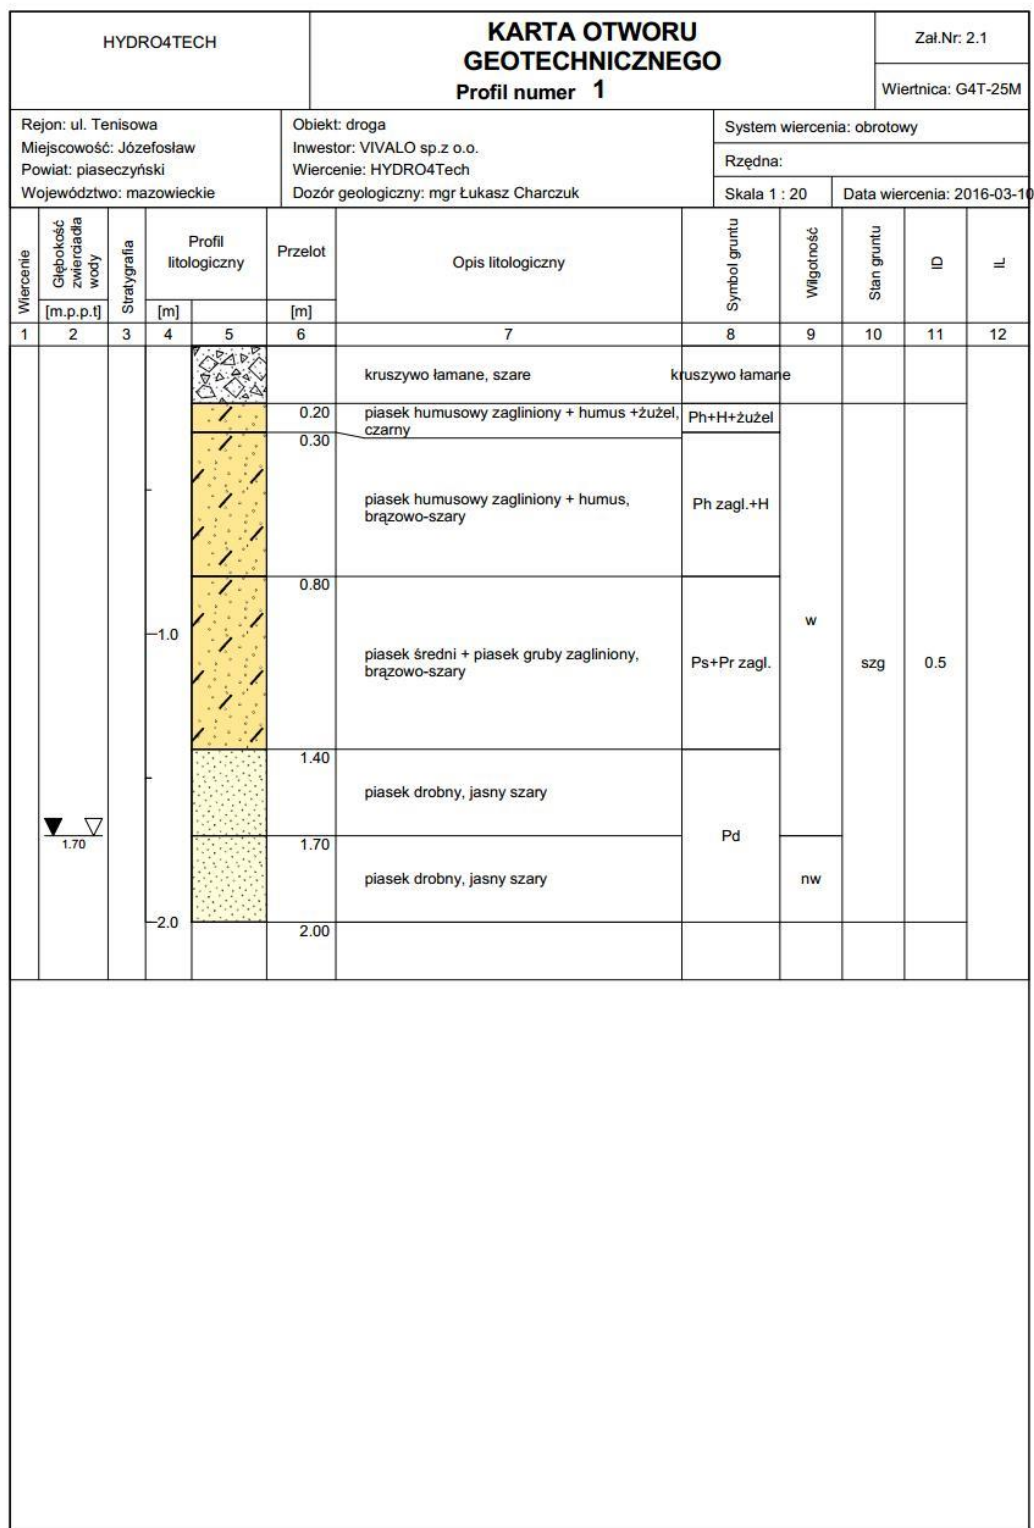 HYDRO4TECH
KARTA OTWORU
GEOTECHNICZNEGO
Profil numer 1
Zał.Nr: 2.1
Wiertnica: G4T-25M
Rejon: ul. Tenisowa
Miejscowość: Józefosław
Powiat: piaseczyński
Województwo: mazowieckie
Obiekt: droga
Inwestor: VIVALO sp.z o.o.
Wiercenie: HYDRO4Tech
Dozór geologiczny: mgr Łukasz Charczuk
System wiercenia: obrotowy
Rzędna:
Skala 1 : 20
Data wiercenia: 2016-03-10
Wiercenie
Głębokość
zwierciadła
wody
[m.p.p.t]
Stratygrafia
Profil
litologiczny
[m]
Przelot
[m]
Opis litologiczny
Symbol gruntu
Wilgotność
Stan gruntu
ID
IL
1 2 3 4 5 6 7 8 9 10 11 12
kruszywo łamane, szare
kruszywo łamane
0.20
piasek humusowy zagliniony + humus +żużel,
czarny
Ph+H+żużel
0.30
piasek humusowy zagliniony + humus,
brązowo-szary
Ph zagl.+H
0.80
1.0
piasek średni + piasek gruby zagliniony,
brązowo-szary
Ps+Pr zagl.
w
szg
0.5
1.40
piasek drobny, jasny szary
Pd
1.70
1.70
piasek drobny, jasny szary
nw
2.0
2.00